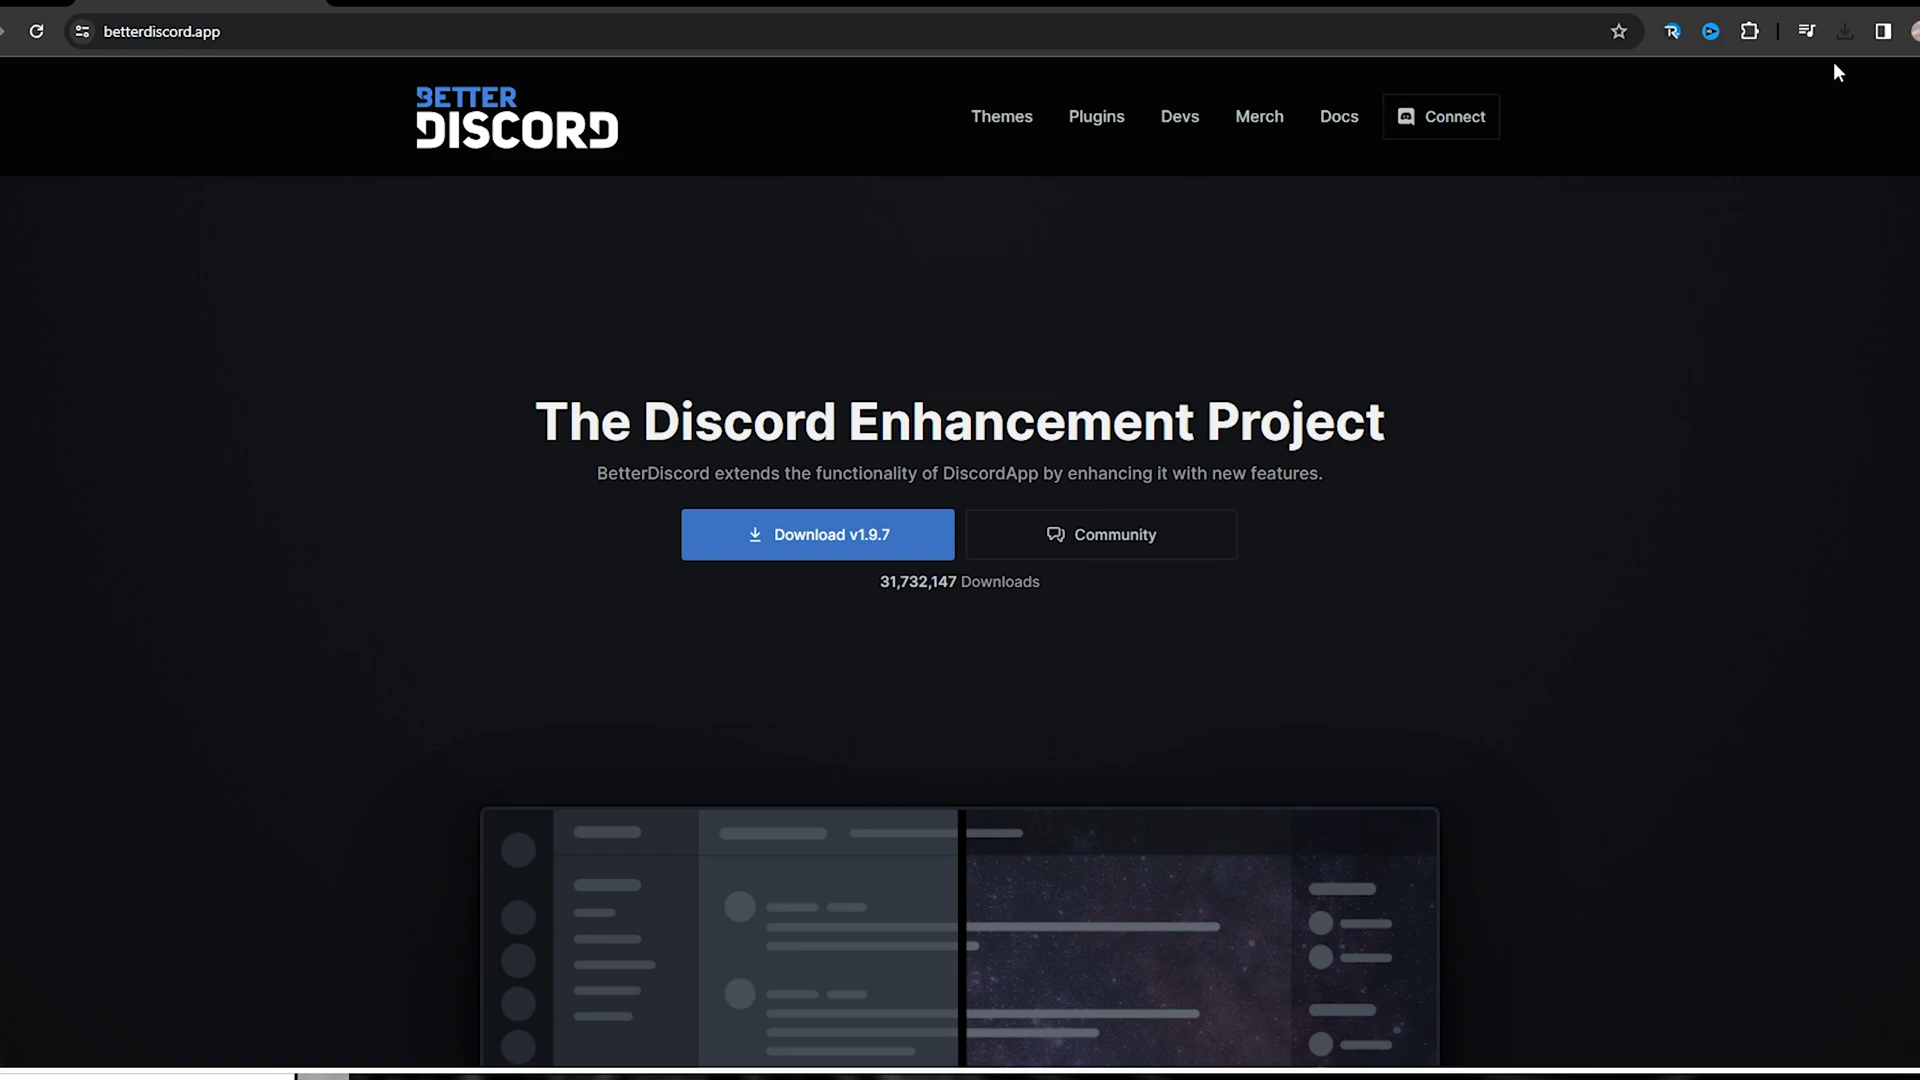 betterdiscord.app
BETTER
DISCORD
Themes
Plugins
Devs
Merch
Docs
Connect
The Discord Enhancement Project
BetterDiscord extends the functionality of DiscordApp by enhancing it with new features.
Download v1.9.7
Community
31,732,147 Downloads